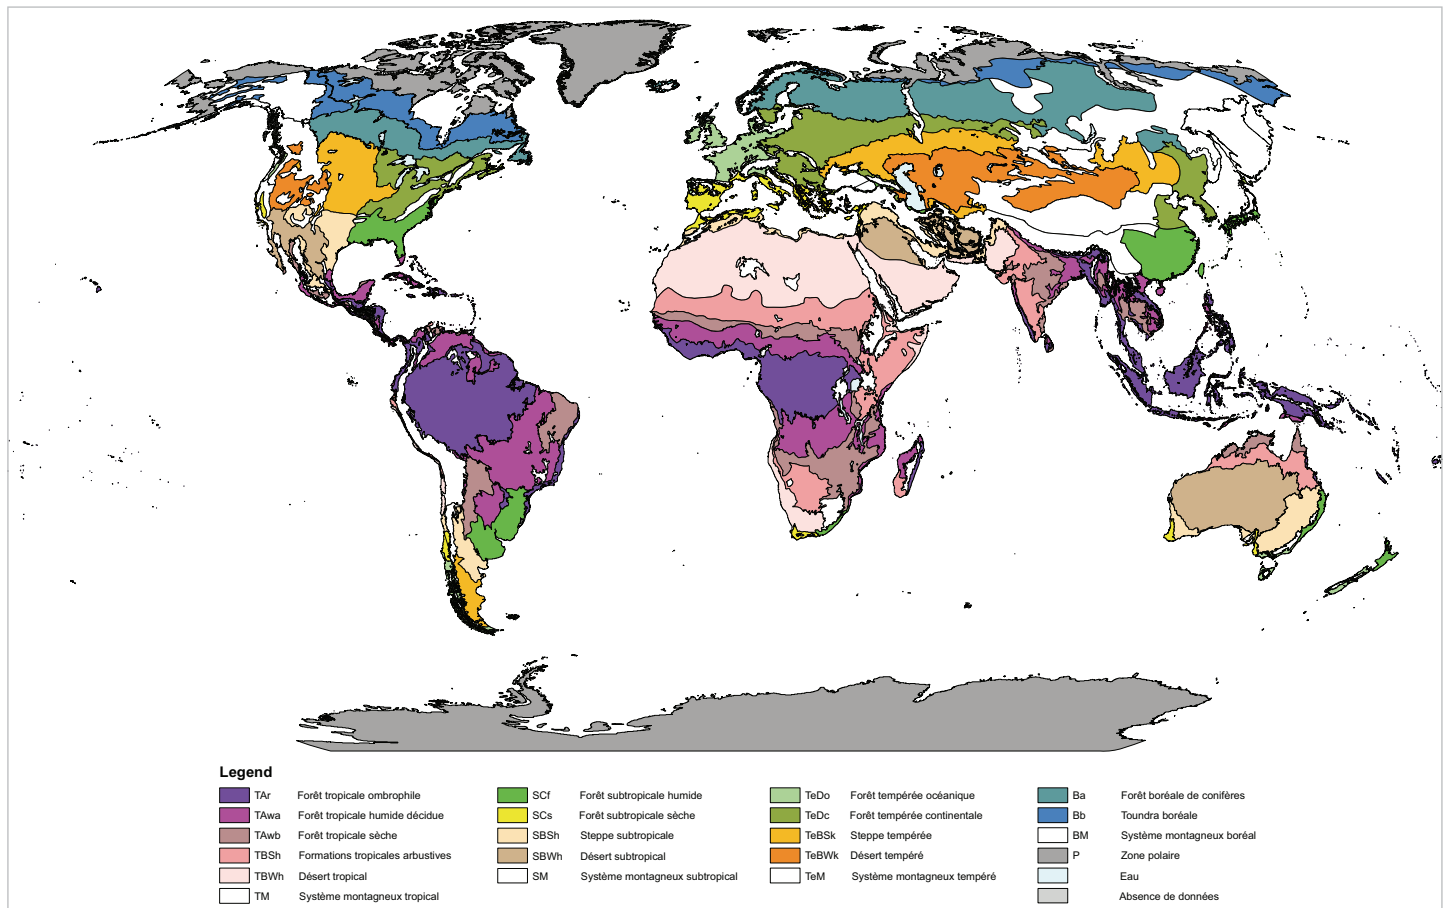 Legend
TAr Forêt tropicale ombrophile
TAwa Forêt tropicale humide décidue
TAwb Forêt tropicale sèche
TBSh Formations tropicales arbustives
TBWh Désert tropical
TM Système montagneux tropical
SCf Forêt subtropicale humide
SCs Forêt subtropicale sèche
SBSh Steppe subtropicale
SBWh Désert subtropical
SM Système montagneux subtropical
TeDo Forêt tempérée océanique
TeDc Forêt tempérée continentale
TeBSk Steppe tempérée
TeBWk Désert tempéré
TeM Système montagneux tempéré
Ba Forêt boréale de conifères
Bb Toundra boréale
BM Système montagneux boréal
P Zone polaire
Eau
Absence de données